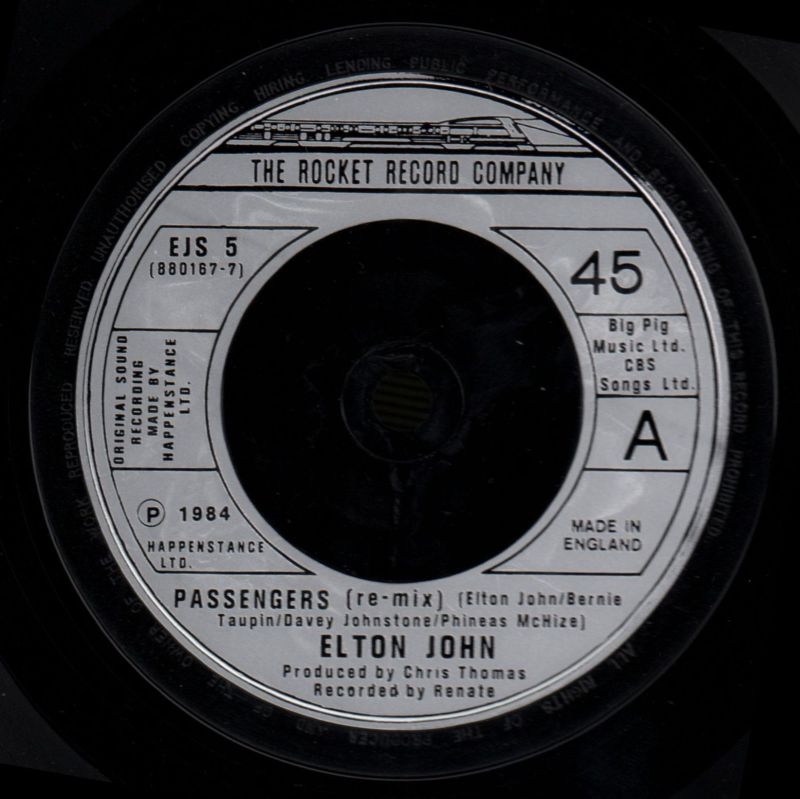 UNAUTHORISED COPYING HIRING LENDING PUBLIC PERFORMANCE AND BROADCASTING OF THIS RECORD PROHIBITED.
THE ROCKET RECORD COMPANY
EJS 5
(880167-7)
45
Big Pig
Music Ltd.
CBS
Songs Ltd.
ORIGINAL SOUND
RECORDING
MADE BY
HAPPENSTANCE
LTD.
A
Ⓟ 1984
HAPPENSTANCE
LTD.
MADE IN
ENGLAND
PASSENGERS (re-mix) (Elton John/Bernie
Taupin/Davey Johnstone/Phineas McHize)
ELTON JOHN
Produced by Chris Thomas
Recorded by Renate
ALL RIGHTS OF THE PRODUCER AND OF THE OWNER OF THE WORK REPRODUCED RESERVED